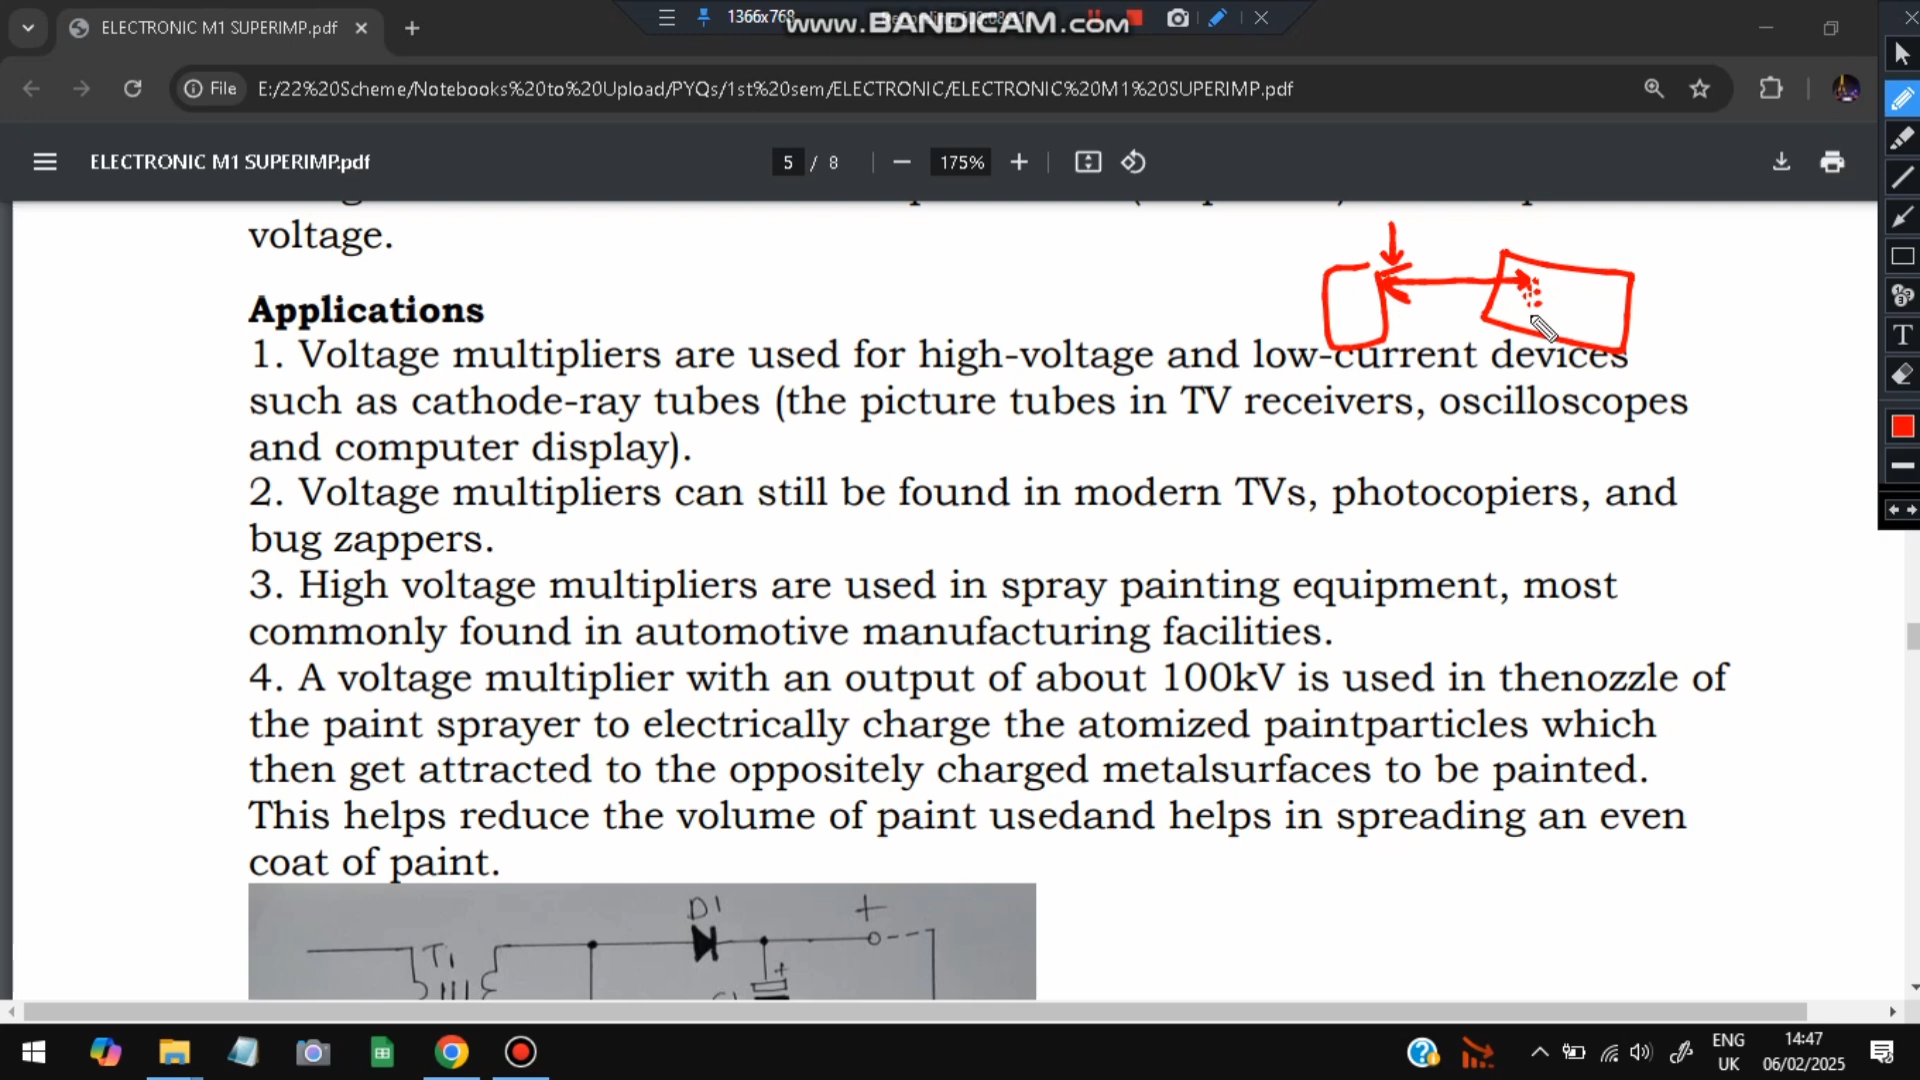 ELECTRONIC M1 SUPERIMP.pdf
1366x768
www.BANDICAM.com
File
E:/22%20Scheme/Notebooks%20to%20Upload/PYQs/1st%20sem/ELECTRONIC/ELECTRONIC%20M1%20SUPERIMP.pdf
ELECTRONIC M1 SUPERIMP.pdf
5 / 8
175%
voltage.
Applications
1. Voltage multipliers are used for high-voltage and low-current devices
such as cathode-ray tubes (the picture tubes in TV receivers, oscilloscopes
and computer display).
2. Voltage multipliers can still be found in modern TVs, photocopiers, and
bug zappers.
3. High voltage multipliers are used in spray painting equipment, most
commonly found in automotive manufacturing facilities.
4. A voltage multiplier with an output of about 100kV is used in thenozzle of
the paint sprayer to electrically charge the atomized paintparticles which
then get attracted to the oppositely charged metalsurfaces to be painted.
This helps reduce the volume of paint usedand helps in spreading an even
coat of paint.
D1
+
T1
+
T
ENG
UK
14:47
06/02/2025